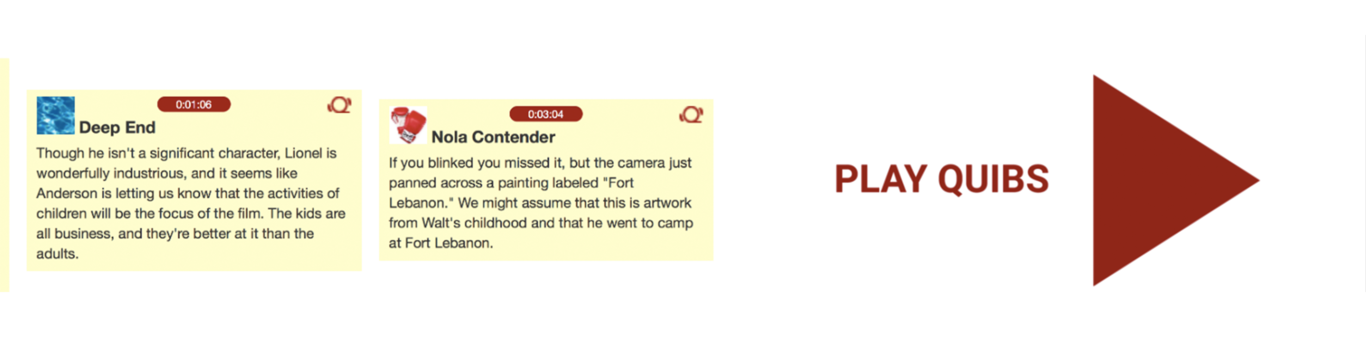 0:01:06
Deep End
Though he isn't a significant character, Lionel is
wonderfully industrious, and it seems like
Anderson is letting us know that the activities of
children will be the focus of the film. The kids are
all business, and they're better at it than the
adults.
0:03:04
Nola Contender
If you blinked you missed it, but the camera just
panned across a painting labeled "Fort
Lebanon." We might assume that this is artwork
from Walt's childhood and that he went to camp
at Fort Lebanon.
PLAY QUIBS